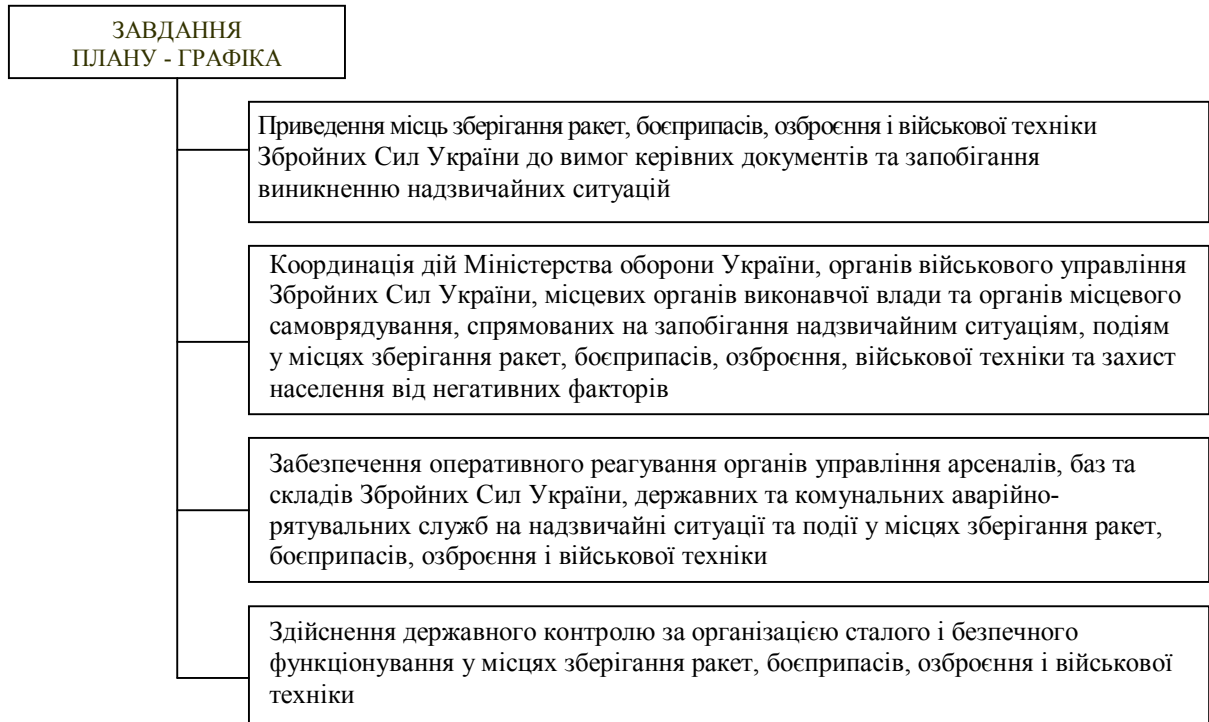 ЗАВДАННЯ
ПЛАНУ - ГРАФІКА
Приведення місць зберігання ракет, боєприпасів, озброєння і військової техніки
Збройних Сил України до вимог керівних документів та запобігання
виникненню надзвичайних ситуацій
Координація дій Міністерства оборони України, органів військового управління
Збройних Сил України, місцевих органів виконавчої влади та органів місцевого
самоврядування, спрямованих на запобігання надзвичайним ситуаціям, подіям
у місцях зберігання ракет, боєприпасів, озброєння, військової техніки та захист
населення від негативних факторів
Забезпечення оперативного реагування органів управління арсеналів, баз та
складів Збройних Сил України, державних та комунальних аварійно-
рятувальних служб на надзвичайні ситуації та події у місцях зберігання ракет,
боєприпасів, озброєння і військової техніки
Здійснення державного контролю за організацією сталого і безпечного
функціонування у місцях зберігання ракет, боєприпасів, озброєння і військової
техніки